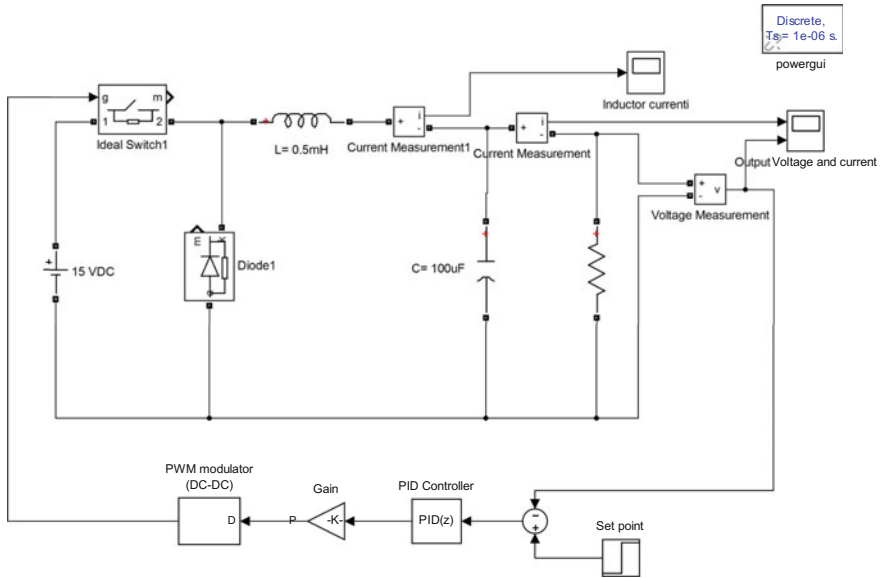 Discrete,
Ts = 1e-06 s.
powergui
g
m
1
2
Ideal Switch1
L= 0.5mH
+
i
-
Current Measurement1
+
i
-
Current Measurement
Inductor currenti
Output Voltage and current
+
-
v
Voltage Measurement
+
15 VDC
E
Diode1
C= 100uF
PWM modulator
(DC-DC)
D
P
Gain
-K-
PID Controller
PID(z)
-
+
Set point